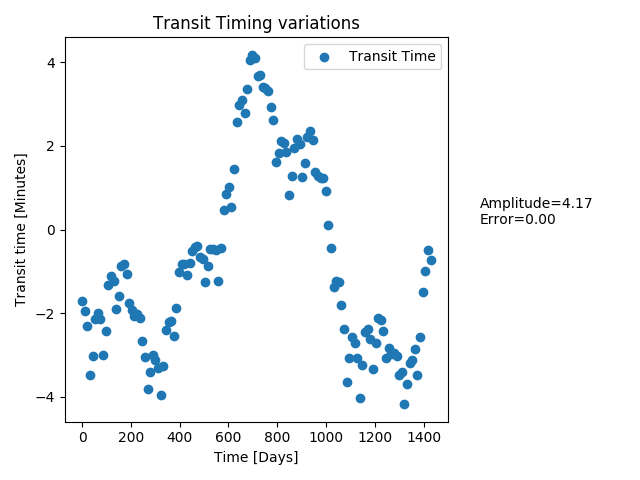 Transit Timing variations
Transit Time
4
2
0
−2
−4
Transit time [Minutes]
0 200 400 600 800 1000 1200 1400
Time [Days]
Amplitude=4.17
Error=0.00